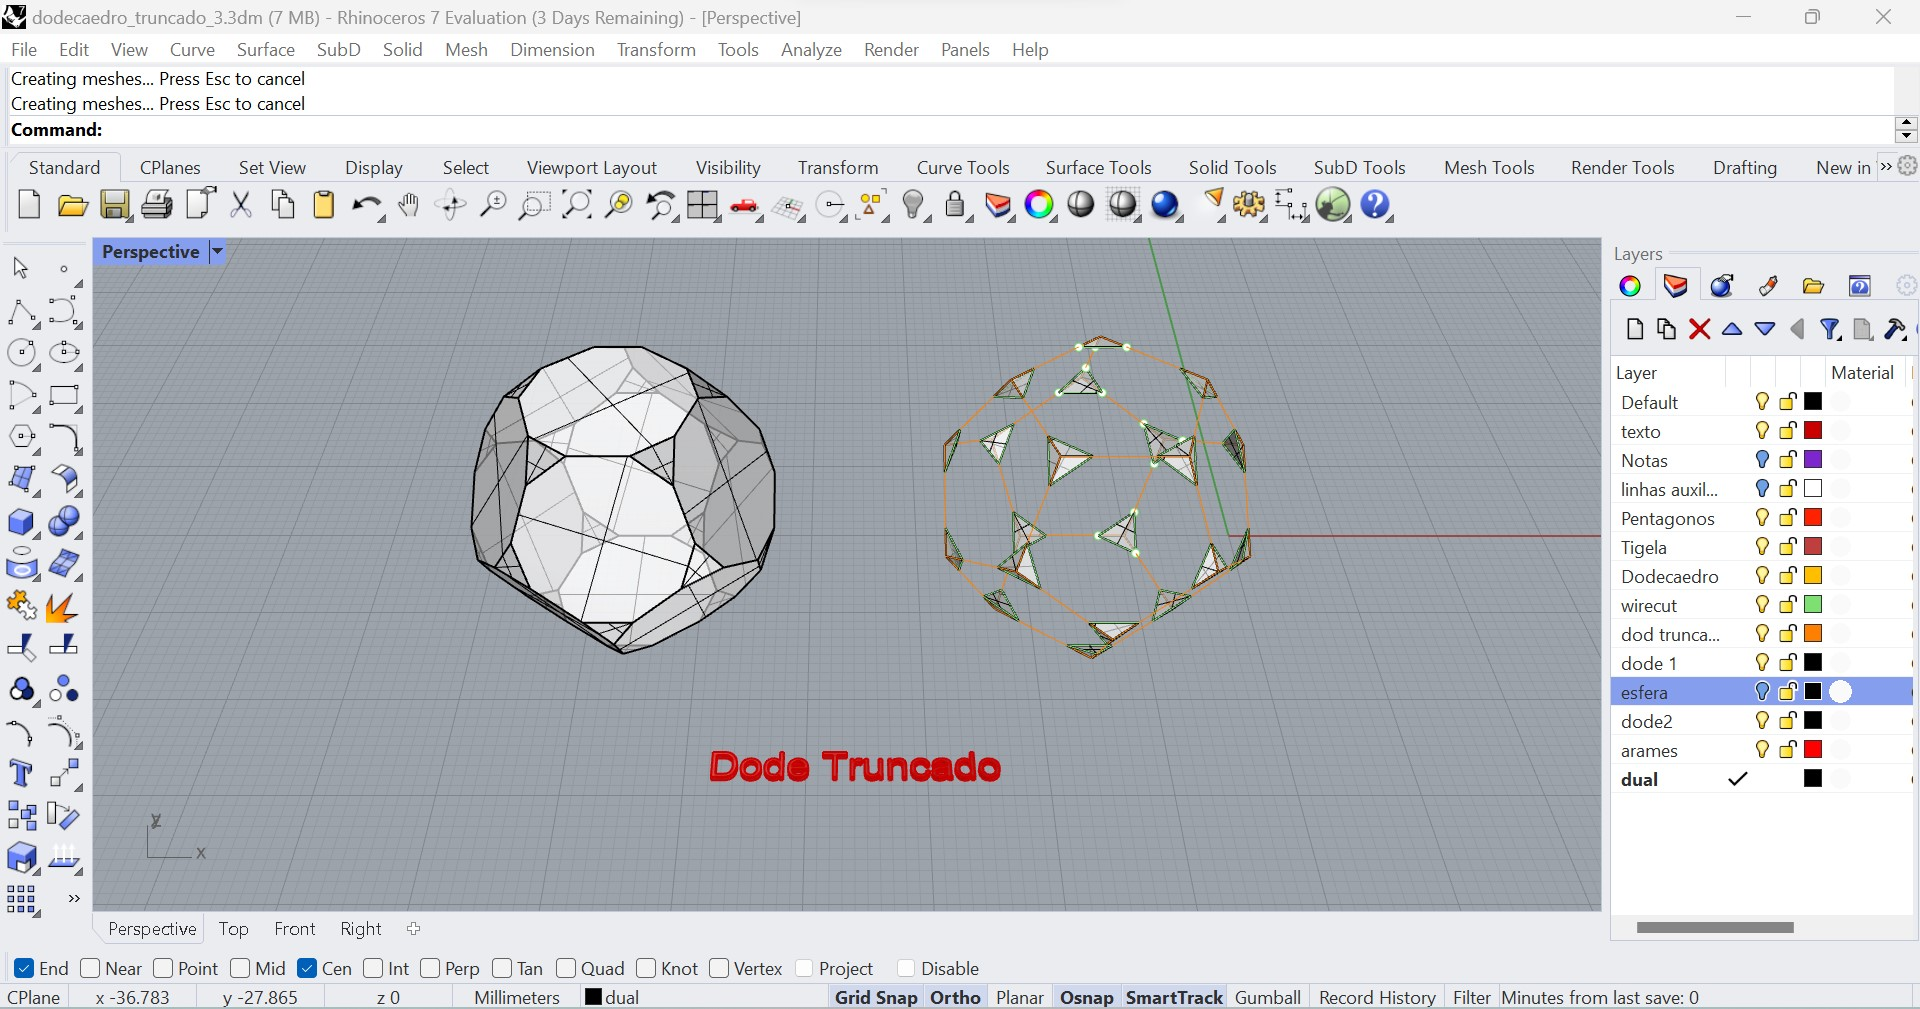 dodecaedro_truncado_3.3dm (7 MB) - Rhinoceros 7 Evaluation (3 Days Remaining) - [Perspective]
File Edit View Curve Surface SubD Solid Mesh Dimension Transform Tools Analyze Render Panels Help
Creating meshes... Press Esc to cancel
Creating meshes... Press Esc to cancel
Command:
Standard CPlanes Set View Display Select Viewport Layout Visibility Transform Curve Tools Surface Tools Solid Tools SubD Tools Mesh Tools Render Tools Drafting New in
Perspective
Layers
Layer Material
Default
texto
Notas
linhas auxil...
Pentagonos
Tigela
Dodecaedro
wirecut
dod trunca...
dode 1
esfera
dode2
arames
dual
Dode Truncado
y
x
Perspective Top Front Right
End Near Point Mid Cen Int Perp Tan Quad Knot Vertex Project Disable
CPlane x -36.783 y -27.865 z 0 Millimeters dual Grid Snap Ortho Planar Osnap SmartTrack Gumball Record History Filter Minutes from last save: 0